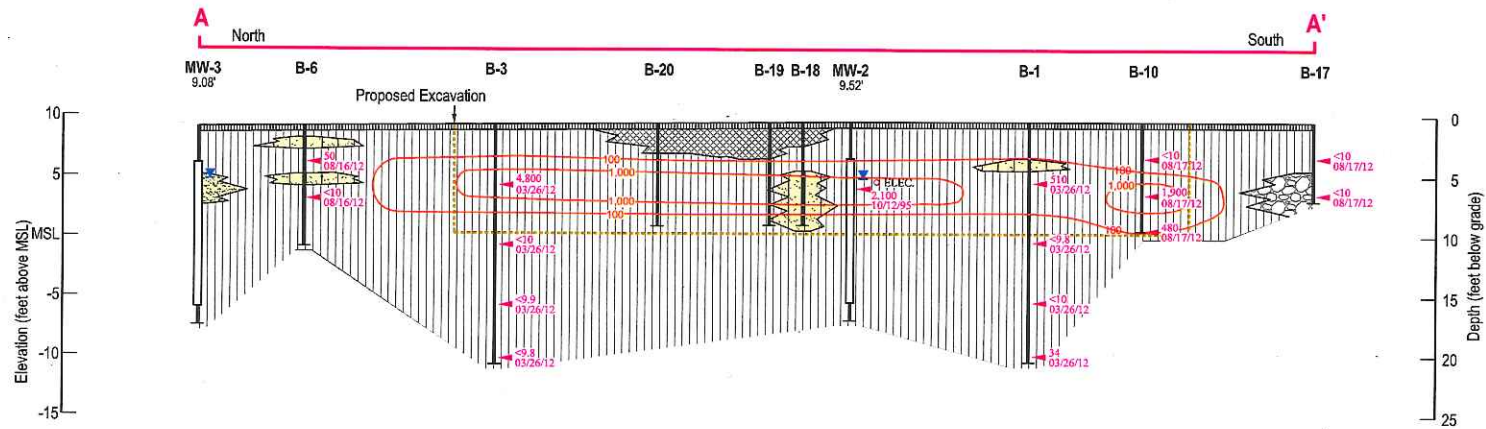 A
A'
North
South
MW-3
9.08'
B-6
B-3
B-20
B-19
B-18
MW-2
9.52'
B-1
B-10
B-17
Proposed Excavation
10
5
MSL
-5
-10
-15
Elevation (feet above MSL)
0
5
10
15
20
25
Depth (feet below grade)
50
08/16/12
<10
08/16/12
4,800
03/26/12
<10
03/26/12
<9.9
03/26/12
<9.8
03/26/12
100
1,000
1,000
100
ELEC.
2,100
10/12/95
510
03/26/12
<9.8
03/26/12
<10
03/26/12
34
03/26/12
<10
08/17/12
100
1,000
1,900
08/17/12
100
480
08/17/12
<10
08/17/12
<10
08/17/12